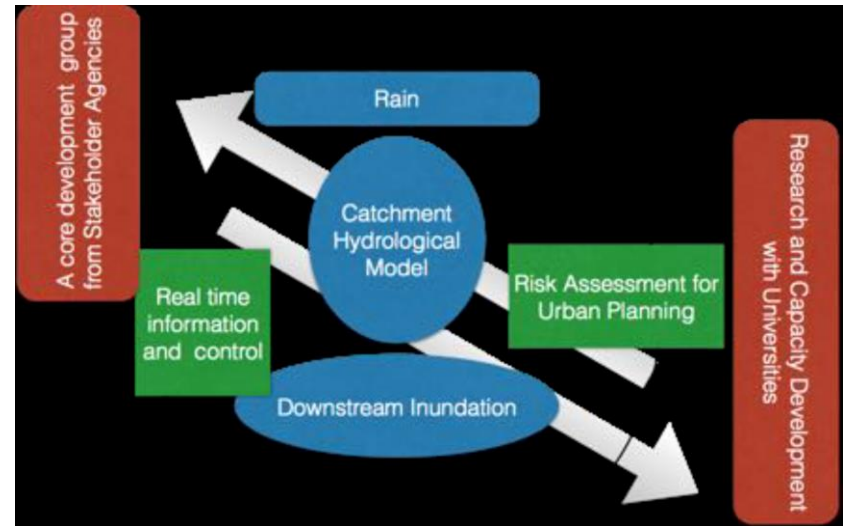 A core development group
from Stakeholder Agencies
Rain
Catchment
Hydrological
Model
Real time
information
and control
Risk Assessment for
Urban Planning
Downstream Inundation
Research and Capacity Development
with Universities